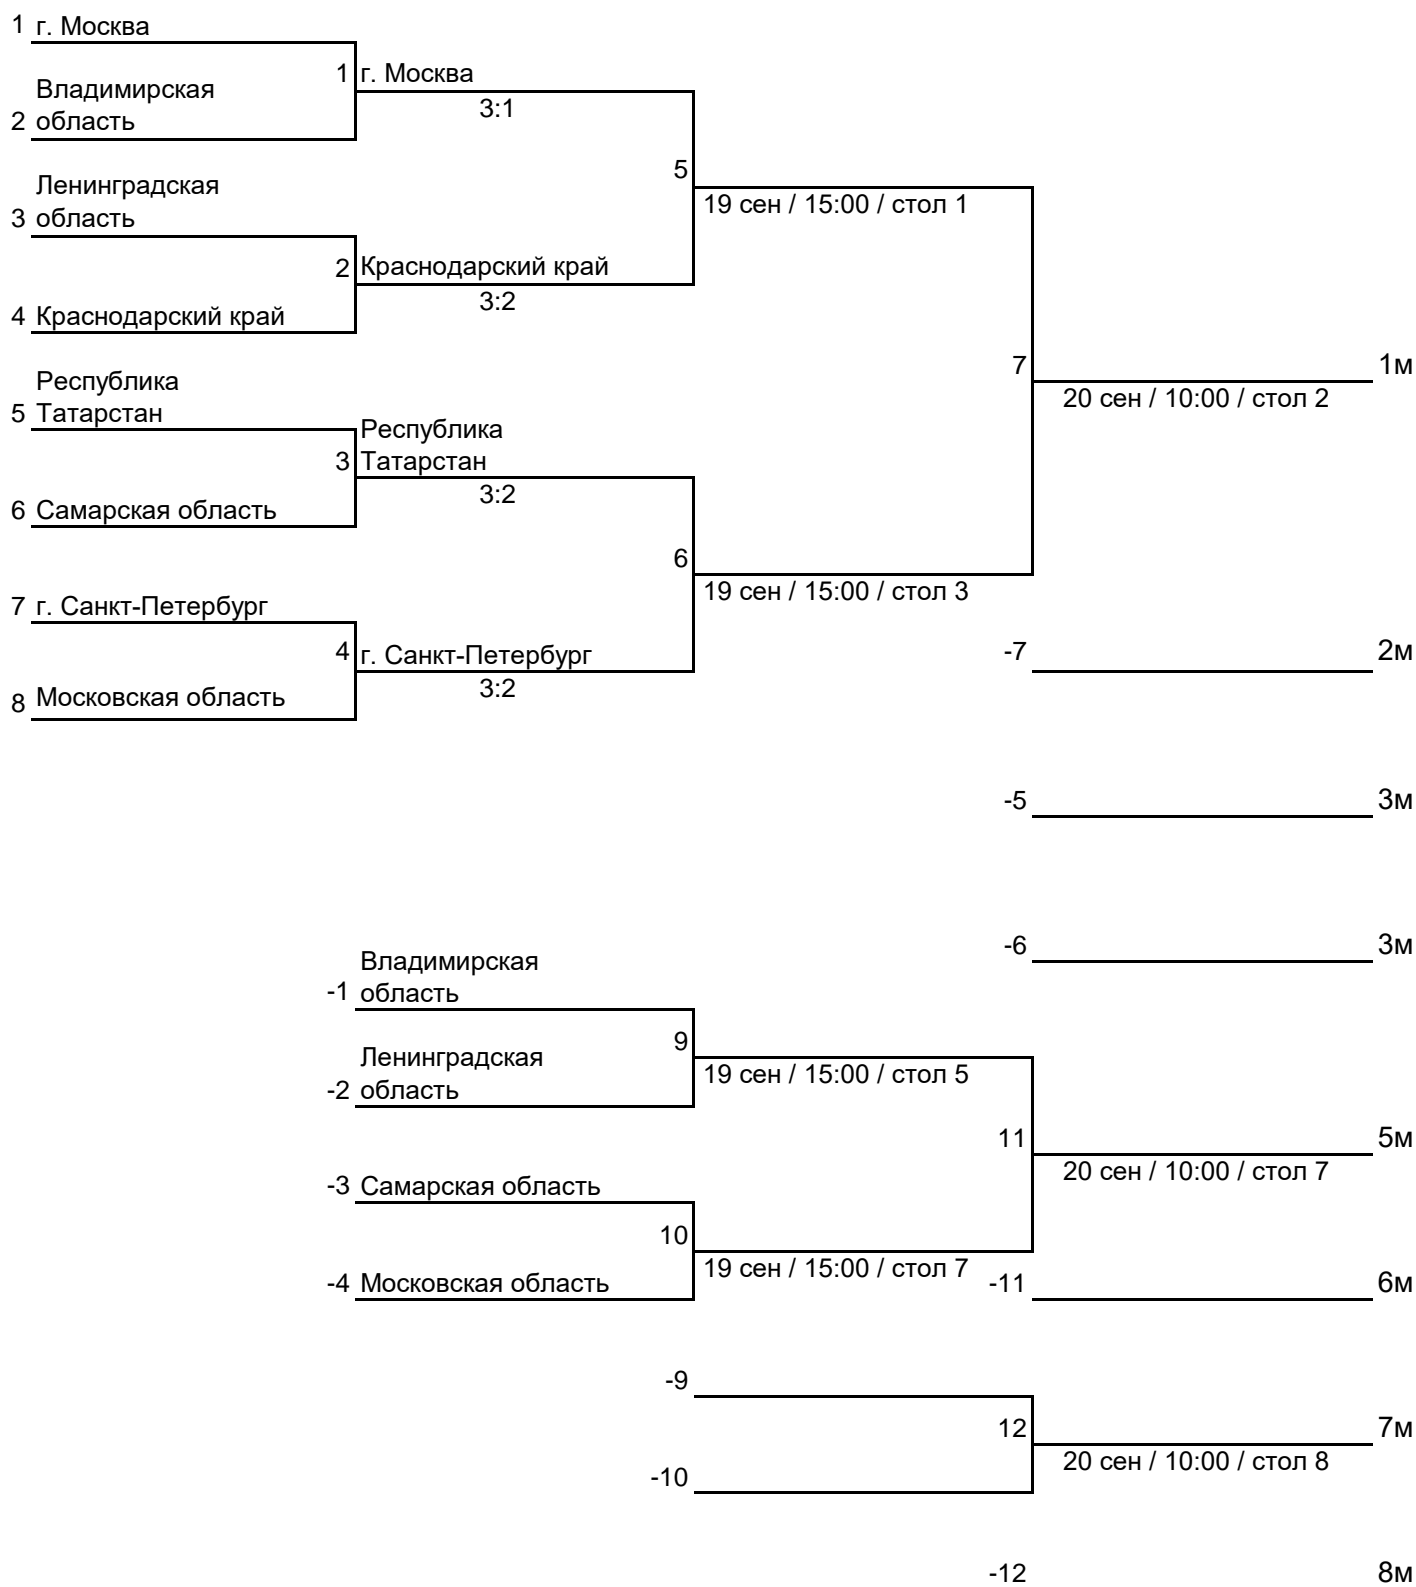 1 г. Москва
1 г. Москва
Владимирская
2 область
3:1
5
Ленинградская
3 область
19 сен / 15:00 / стол 1
2 Краснодарский край
3:2
4 Краснодарский край
7
1м
Республика
5 Татарстан
20 сен / 10:00 / стол 2
Республика
3 Татарстан
3:2
6 Самарская область
6
19 сен / 15:00 / стол 3
7 г. Санкт-Петербург
4 г. Санкт-Петербург
3:2
-7
2м
8 Московская область
-5
3м
-6
3м
Владимирская
-1 область
9
Ленинградская
-2 область
19 сен / 15:00 / стол 5
11
5м
20 сен / 10:00 / стол 7
-3 Самарская область
10
19 сен / 15:00 / стол 7
-4 Московская область
-11
6м
-9
12
7м
20 сен / 10:00 / стол 8
-10
-12
8м